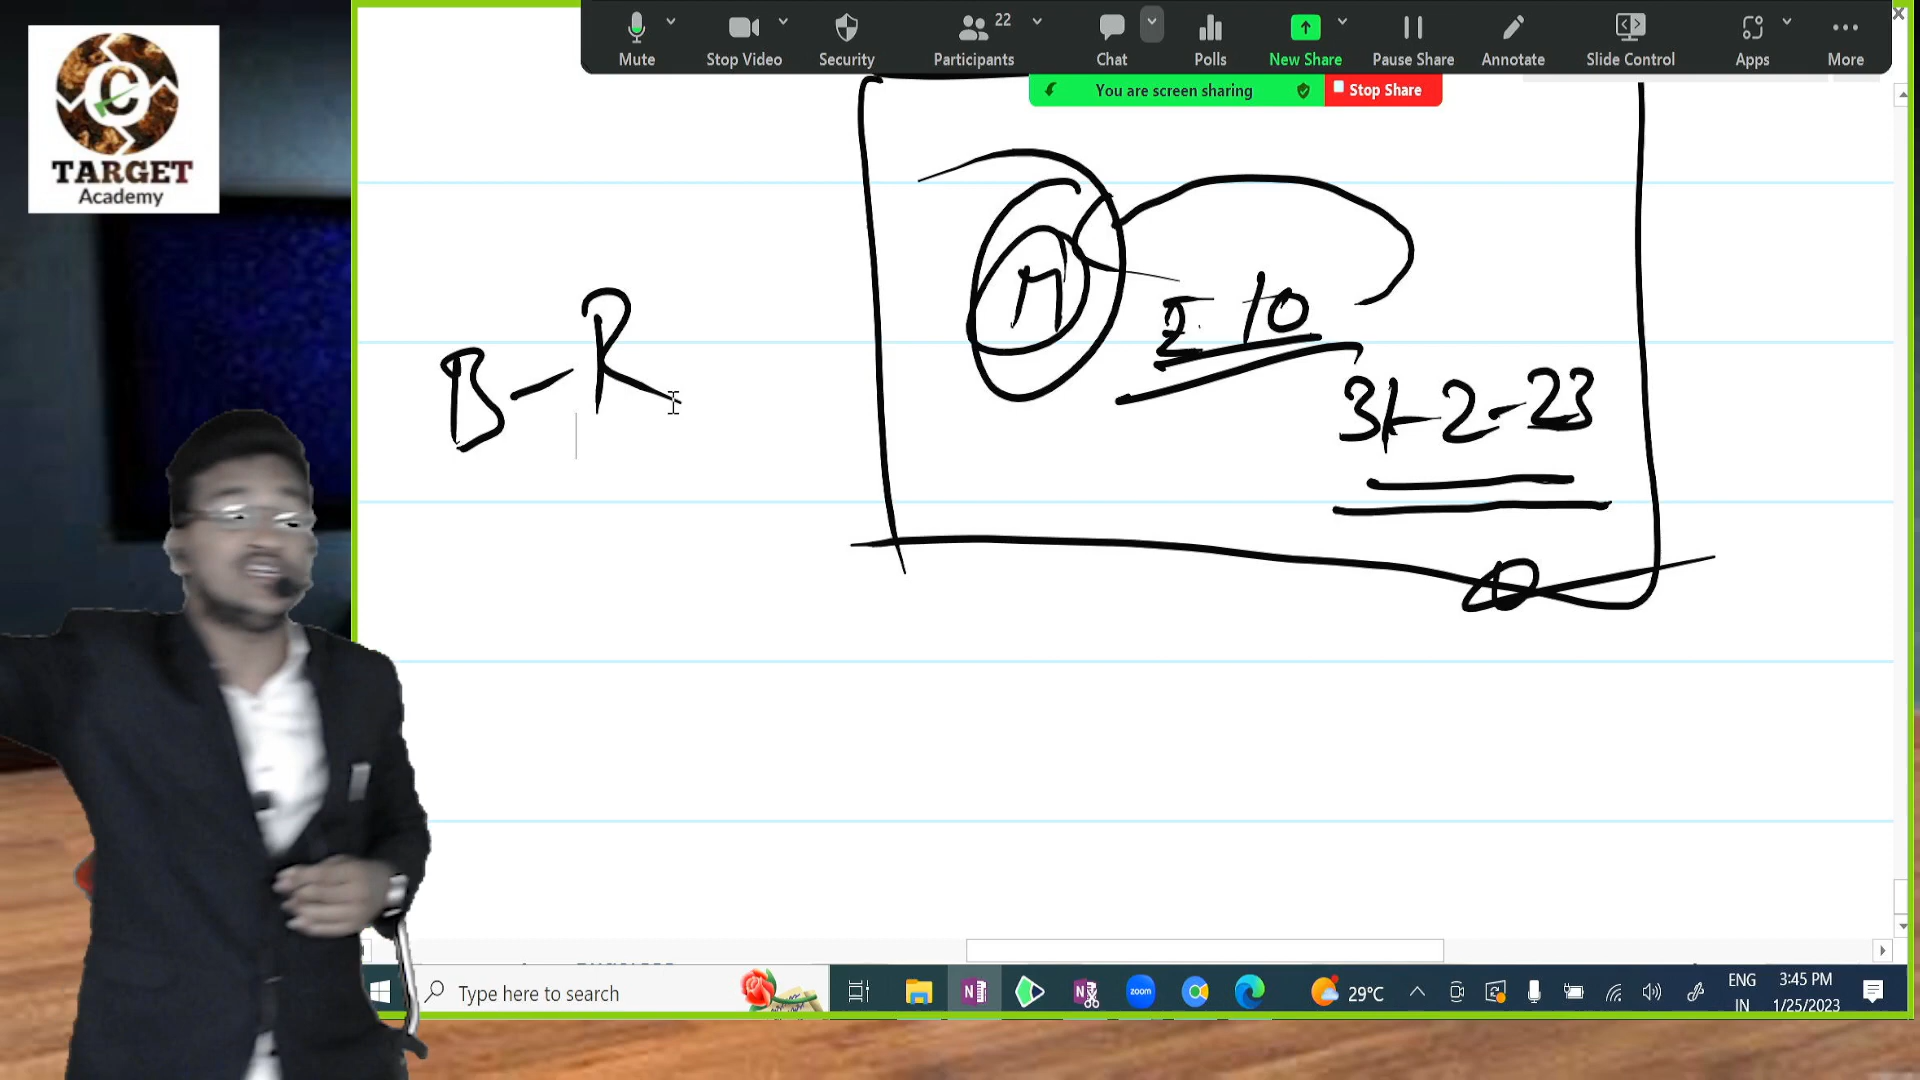 TARGET
Academy
Mute
Stop Video
Security
22
Participants
Chat
Polls
New Share
Pause Share
Annotate
Slide Control
Apps
More
You are screen sharing
Stop Share
B-R
M
10
31-2-23
Type here to search
zoom
29°C
ENG
IN
3:45 PM
1/25/2023